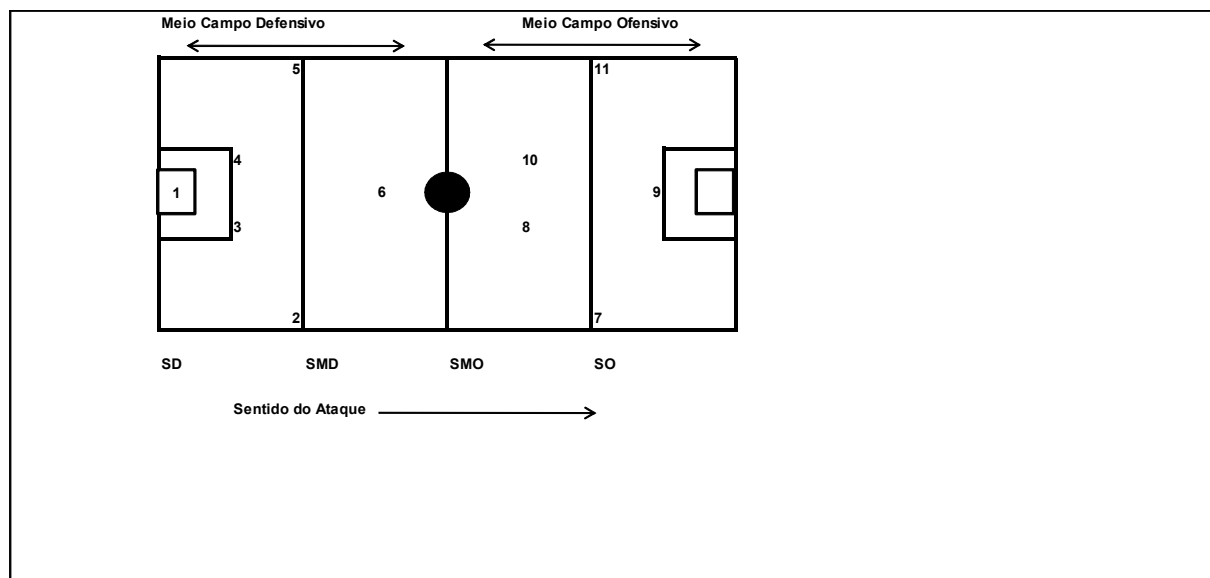 Meio Campo Defensivo Meio Campo Ofensivo
5 11
4 10
1 6 9
3 8
2 7
SD SMD SMO SO
Sentido do Ataque